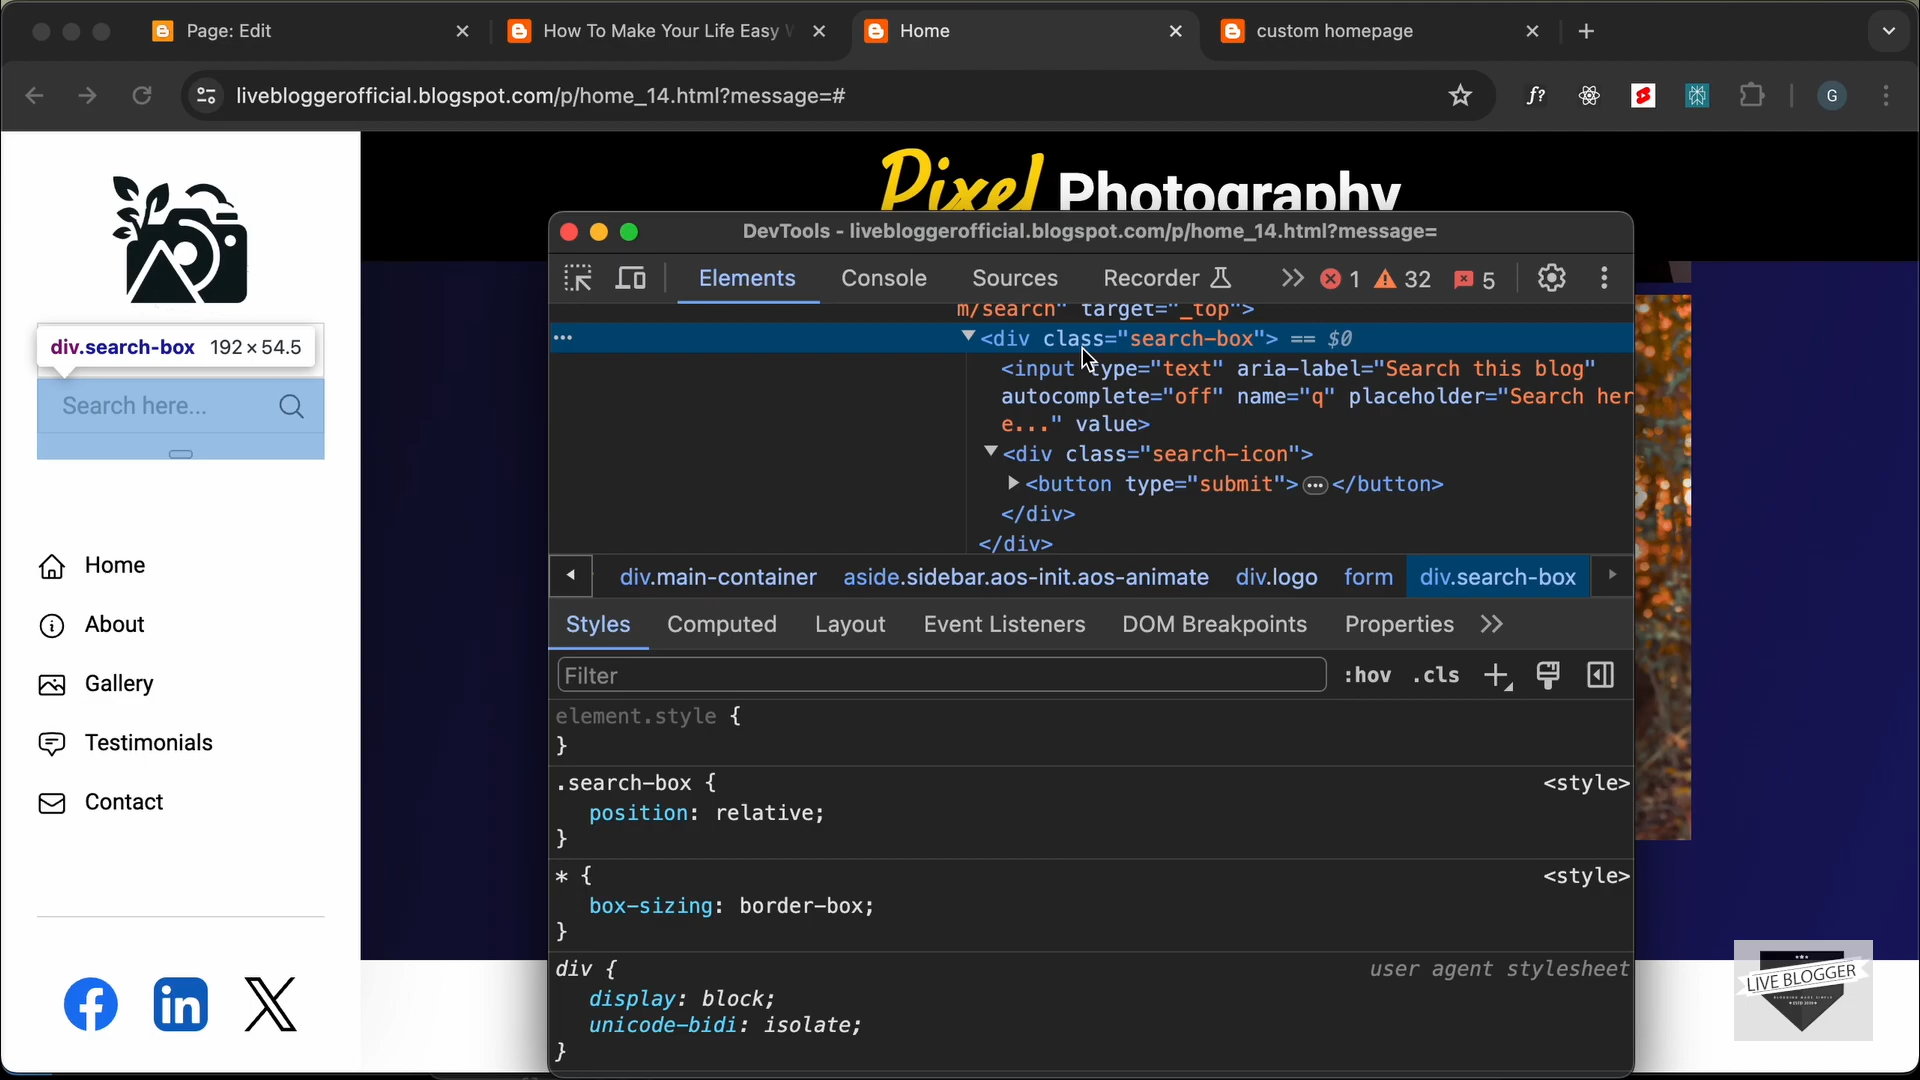 Page: Edit
How To Make Your Life Easy W
Home
custom homepage
livebloggerofficial.blogspot.com/p/home_14.html?message=#
f?
G
Pixel Photography
div.search-box 192 × 54.5
Search here...
Home
About
Gallery
Testimonials
Contact
DevTools - livebloggerofficial.blogspot.com/p/home_14.html?message=
Elements Console Sources Recorder 1 32 5
m/search" target="_top">
<div class="search-box"> == $0
<input type="text" aria-label="Search this blog"
autocomplete="off" name="q" placeholder="Search her
e..." value>
<div class="search-icon">
<button type="submit">…</button>
</div>
</div>
div.main-container aside.sidebar.aos-init.aos-animate div.logo form div.search-box
Styles Computed Layout Event Listeners DOM Breakpoints Properties
Filter :hov .cls
element.style {
}
.search-box { <style>
position: relative;
}
* { <style>
box-sizing: border-box;
}
div { user agent stylesheet
display: block;
unicode-bidi: isolate;
}
LIVE BLOGGER